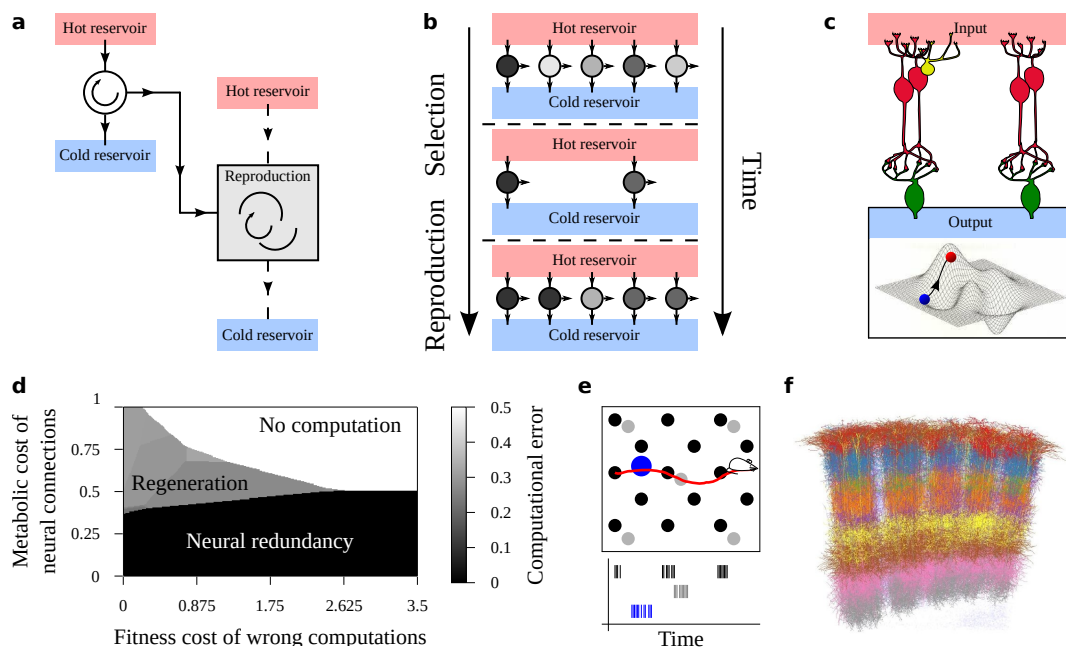 a
Hot reservoir
Cold reservoir
Hot reservoir
Reproduction
Cold reservoir
b
Selection
Reproduction
Hot reservoir
Cold reservoir
Hot reservoir
Cold reservoir
Hot reservoir
Cold reservoir
Time
c
Input
Output
d
Metabolic cost of
neural connections
1
0.75
0.5
0.25
0
No computation
Regeneration
Neural redundancy
0
0.875
1.75
2.625
3.5
Fitness cost of wrong computations
0.5
0.4
0.3
0.2
0.1
0
Computational error
e
Time
f